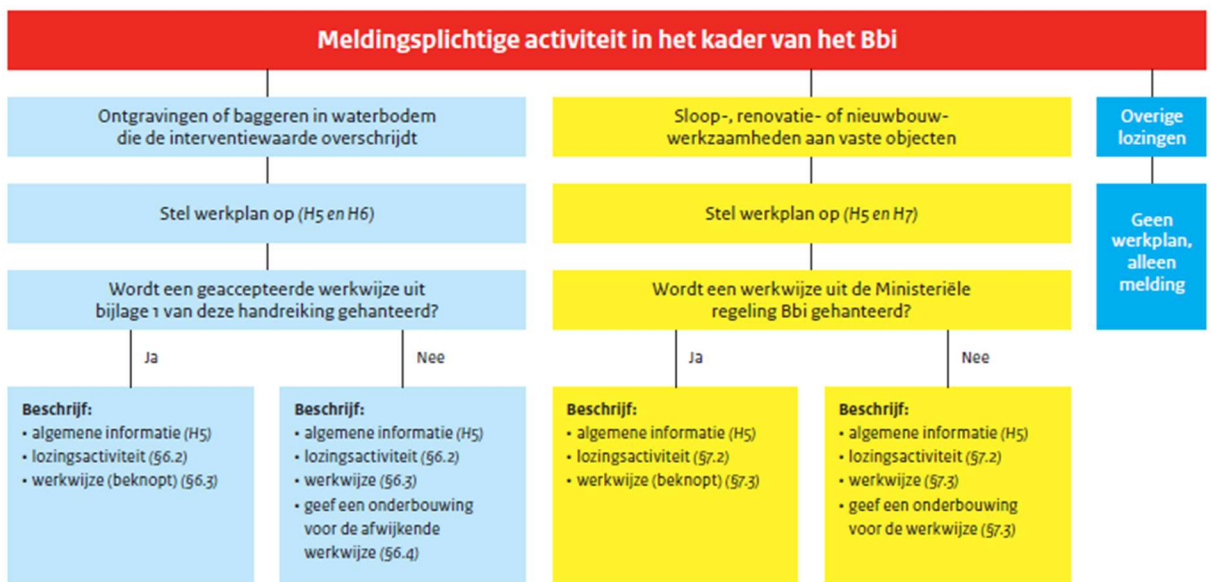 Meldingsplichtige activiteit in het kader van het Bbi
Ontgravingen of baggeren in waterbodem
die de interventiewaarde overschrijdt
Stel werkplan op (H5 en H6)
Wordt een geaccepteerde werkwijze uit
bijlage 1 van deze handreiking gehanteerd?
Ja
Nee
Beschrijf:
• algemene informatie (H5)
• lozingsactiviteit (§6.2)
• werkwijze (beknopt) (§6.3)
Beschrijf:
• algemene informatie (H5)
• lozingsactiviteit (§6.2)
• werkwijze (§6.3)
• geef een onderbouwing
voor de afwijkende
werkwijze (§6.4)
Sloop-, renovatie- of nieuwbouw-
werkzaamheden aan vaste objecten
Stel werkplan op (H5 en H7)
Wordt een werkwijze uit de Ministeriële
regeling Bbi gehanteerd?
Ja
Nee
Beschrijf:
• algemene informatie (H5)
• lozingsactiviteit (§7.2)
• werkwijze (beknopt) (§7.3)
Beschrijf:
• algemene informatie (H5)
• lozingsactiviteit (§7.2)
• werkwijze (§7.3)
• geef een onderbouwing
voor de werkwijze (§7.3)
Overige
lozingen
Geen
werkplan,
alleen
melding